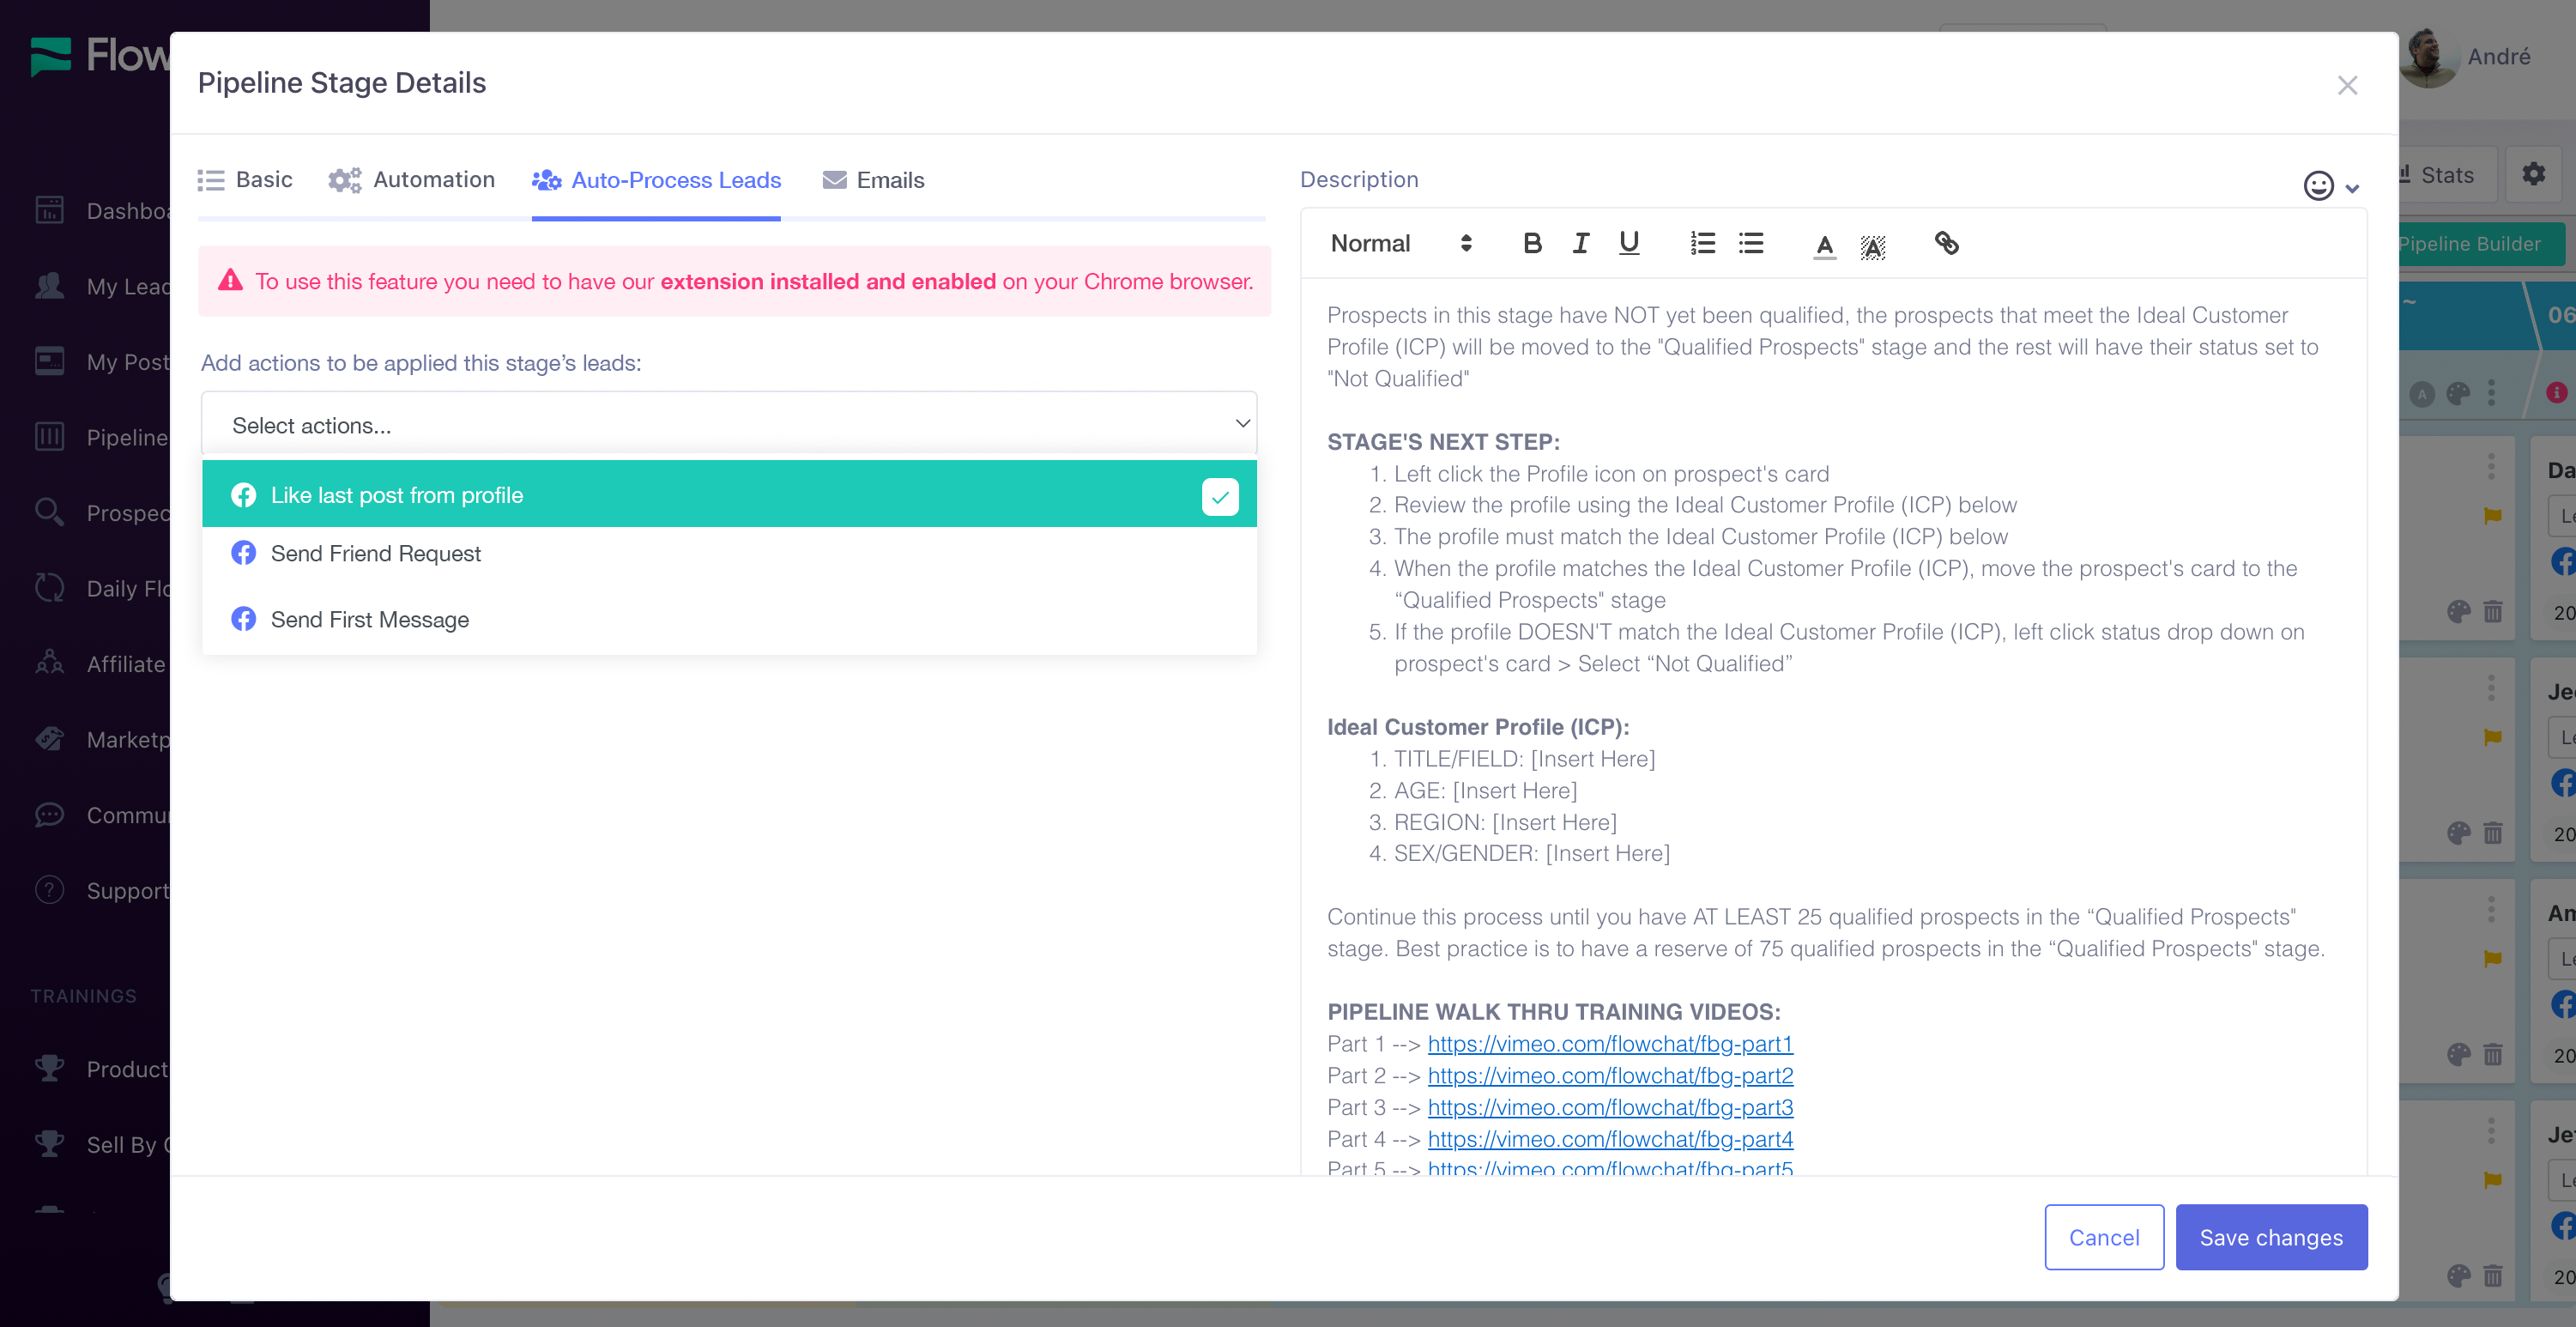 Flow
André
Pipeline Stage Details
Basic
Automation
Auto-Process Leads
Emails
Description
Stats
Pipeline Builder
To use this feature you need to have our extension installed and enabled on your Chrome browser.
Add actions to be applied this stage’s leads:
Select actions...
Like last post from profile
Send Friend Request
Send First Message
Normal
Prospects in this stage have NOT yet been qualified, the prospects that meet the Ideal Customer
Profile (ICP) will be moved to the "Qualified Prospects" stage and the rest will have their status set to
"Not Qualified"
STAGE'S NEXT STEP:
1. Left click the Profile icon on prospect's card
2. Review the profile using the Ideal Customer Profile (ICP) below
3. The profile must match the Ideal Customer Profile (ICP) below
4. When the profile matches the Ideal Customer Profile (ICP), move the prospect's card to the
“Qualified Prospects" stage
5. If the profile DOESN'T match the Ideal Customer Profile (ICP), left click status drop down on
prospect's card > Select “Not Qualified”
Ideal Customer Profile (ICP):
1. TITLE/FIELD: [Insert Here]
2. AGE: [Insert Here]
3. REGION: [Insert Here]
4. SEX/GENDER: [Insert Here]
Continue this process until you have AT LEAST 25 qualified prospects in the “Qualified Prospects"
stage. Best practice is to have a reserve of 75 qualified prospects in the “Qualified Prospects" stage.
PIPELINE WALK THRU TRAINING VIDEOS:
Part 1 --> https://vimeo.com/flowchat/fbg-part1
Part 2 --> https://vimeo.com/flowchat/fbg-part2
Part 3 --> https://vimeo.com/flowchat/fbg-part3
Part 4 --> https://vimeo.com/flowchat/fbg-part4
Part 5 --> https://vimeo.com/flowchat/fbg-part5
Cancel
Save changes
Dashboa
My Lead
My Post
Pipeline
Prospec
Daily Flo
Affiliate
Marketp
Commu
Support
TRAININGS
Product
Sell By
06
A
Da
Le
20
Je
Le
20
Am
Le
20
Je
Le
20